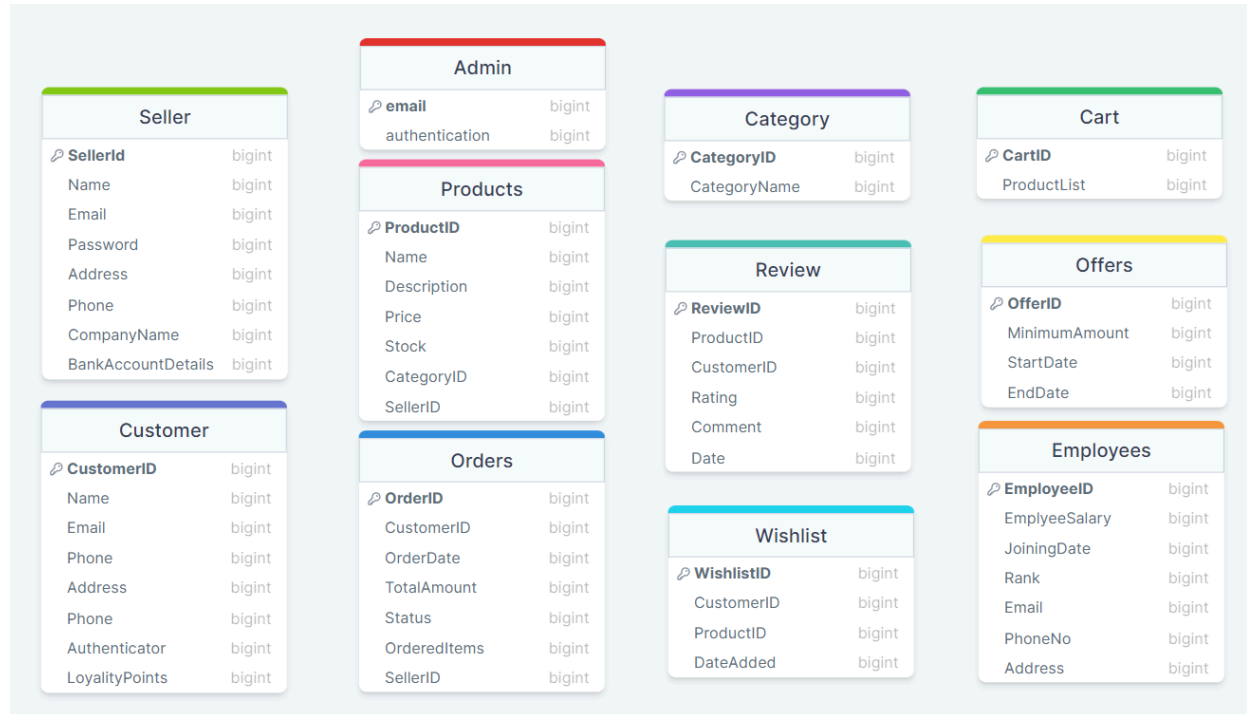 Seller
SellerId bigint
Name bigint
Email bigint
Password bigint
Address bigint
Phone bigint
CompanyName bigint
BankAccountDetails bigint
Customer
CustomerID bigint
Name bigint
Email bigint
Phone bigint
Address bigint
Phone bigint
Authenticator bigint
LoyalityPoints bigint
Admin
email bigint
authentication bigint
Products
ProductID bigint
Name bigint
Description bigint
Price bigint
Stock bigint
CategoryID bigint
SellerID bigint
Orders
OrderID bigint
CustomerID bigint
OrderDate bigint
TotalAmount bigint
Status bigint
OrderedItems bigint
SellerID bigint
Category
CategoryID bigint
CategoryName bigint
Review
ReviewID bigint
ProductID bigint
CustomerID bigint
Rating bigint
Comment bigint
Date bigint
Wishlist
WishlistID bigint
CustomerID bigint
ProductID bigint
DateAdded bigint
Cart
CartID bigint
ProductList bigint
Offers
OfferID bigint
MinimumAmount bigint
StartDate bigint
EndDate bigint
Employees
EmployeeID bigint
EmplyeeSalary bigint
JoiningDate bigint
Rank bigint
Email bigint
PhoneNo bigint
Address bigint